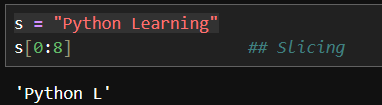 s = "Python Learning"
s[0:8]                    ## Slicing
'Python L'